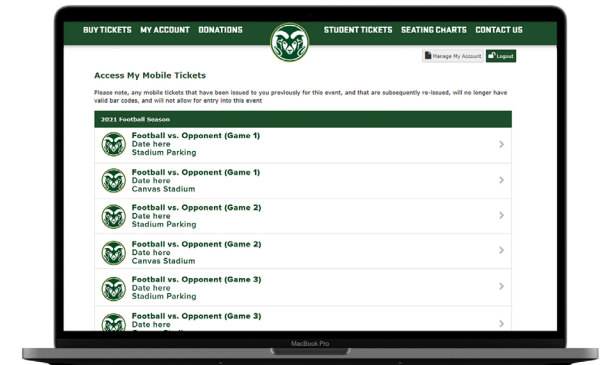 BUY TICKETS MY ACCOUNT DONATIONS STUDENT TICKETS SEATING CHARTS CONTACT US
Manage My Account Logout
Access My Mobile Tickets
Please note, any mobile tickets that have been issued to you previously for this event, and that are subsequently re-issued, will no longer have
valid bar codes, and will not allow for entry into this event
2021 Football Season
Football vs. Opponent (Game 1)
Date here
Stadium Parking
Football vs. Opponent (Game 1)
Date here
Canvas Stadium
Football vs. Opponent (Game 2)
Date here
Stadium Parking
Football vs. Opponent (Game 2)
Date here
Canvas Stadium
Football vs. Opponent (Game 3)
Date here
Stadium Parking
Football vs. Opponent (Game 3)
Date here
MacBook Pro